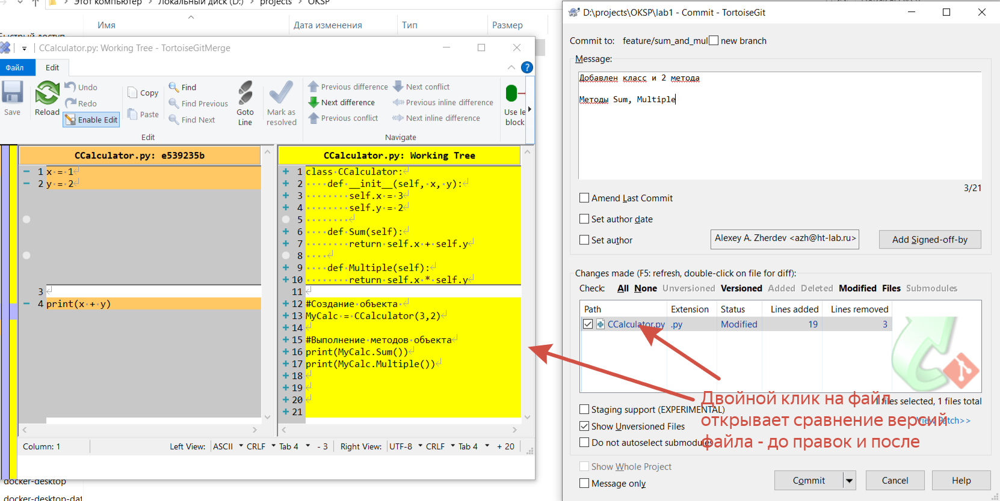 Этот компьютер > Локальный диск (D:) > projects > OKSP
Имя Дата изменения Тип Размер
Быстрый доступ
CCalculator.py: Working Tree - TortoiseGitMerge
Файл Edit
Save
Reload
Undo
Redo
Enable Edit
Copy
Paste
Find
Find Previous
Find Next
Goto
Line
Mark as
resolved
Edit
Previous difference
Next difference
Previous conflict
Next conflict
Previous inline difference
Next inline difference
Navigate
Use le
block
CCalculator.py: e539235b
1 x = 1
2 y = 2
3
4 print(x + y)
CCalculator.py: Working Tree
1 class CCalculator:
2 def __init__(self, x, y):
3 self.x = 3
4 self.y = 2
5
6 def Sum(self):
7 return self.x + self.y
8
9 def Multiple(self):
10 return self.x * self.y
11
12 #Создание объекта
13 MyCalc = CCalculator(3,2)
14
15 #Выполнение методов объекта
16 print(MyCalc.Sum())
17 print(MyCalc.Multiple())
18
19
20
21
Column: 1 Left View: ASCII CRLF Tab 4 - 3 Right View: UTF-8 CRLF Tab 4 + 20
docker-desktop
docker-desktop-dat
D:\projects\OKSP\lab1 - Commit - TortoiseGit
Commit to: feature/sum_and_mul new branch
Message:
Добавлен класс и 2 метода
Методы Sum, Multiple
3/21
Amend Last Commit
Set author date
Set author Alexey A. Zherdev <azh@ht-lab.ru> Add Signed-off-by
Changes made (F5: refresh, double-click on file for diff):
Check: All None Unversioned Versioned Added Deleted Modified Files Submodules
Path Extension Status Lines added Lines removed
CCalculator.py .py Modified 19 3
files selected, 1 files total
Двойной клик на файл
открывает сравнение версий
файла - до правок и после
Staging support (EXPERIMENTAL)
View Patch>>
Show Unversioned Files
Do not autoselect submodules
Show Whole Project
Message only
Commit Cancel Help